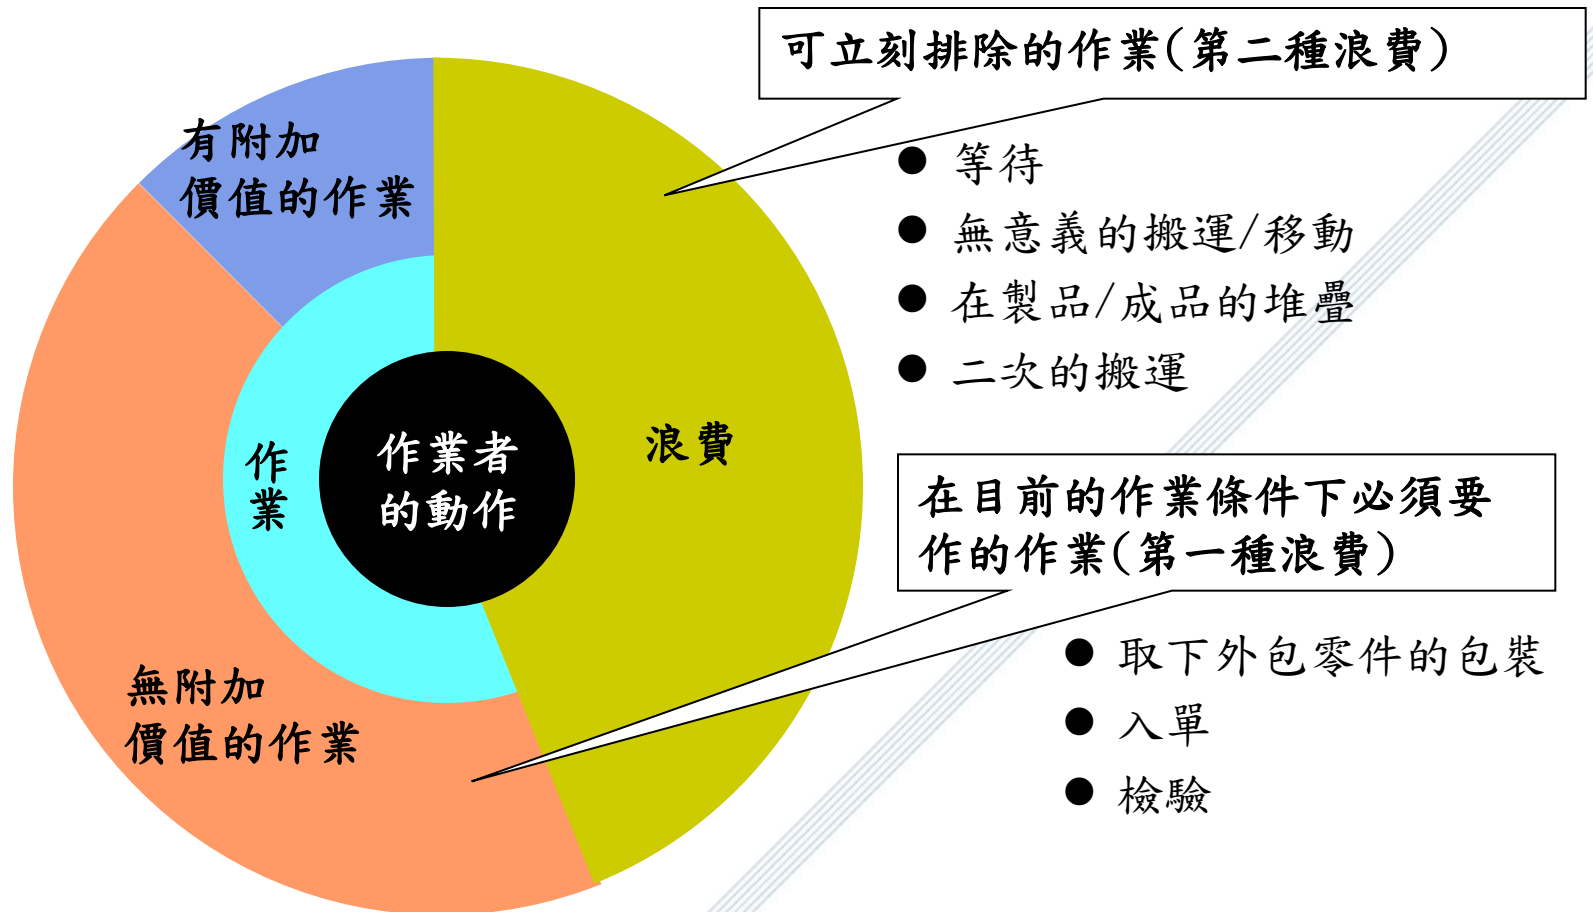 可立刻排除的作業(第二種浪費)
● 等待
● 無意義的搬運/移動
● 在製品/成品的堆疊
● 二次的搬運
有附加
價值的作業
浪費
作業者
的動作
作
業
在目前的作業條件下必須要
作的作業(第一種浪費)
● 取下外包零件的包裝
● 入單
● 檢驗
無附加
價值的作業